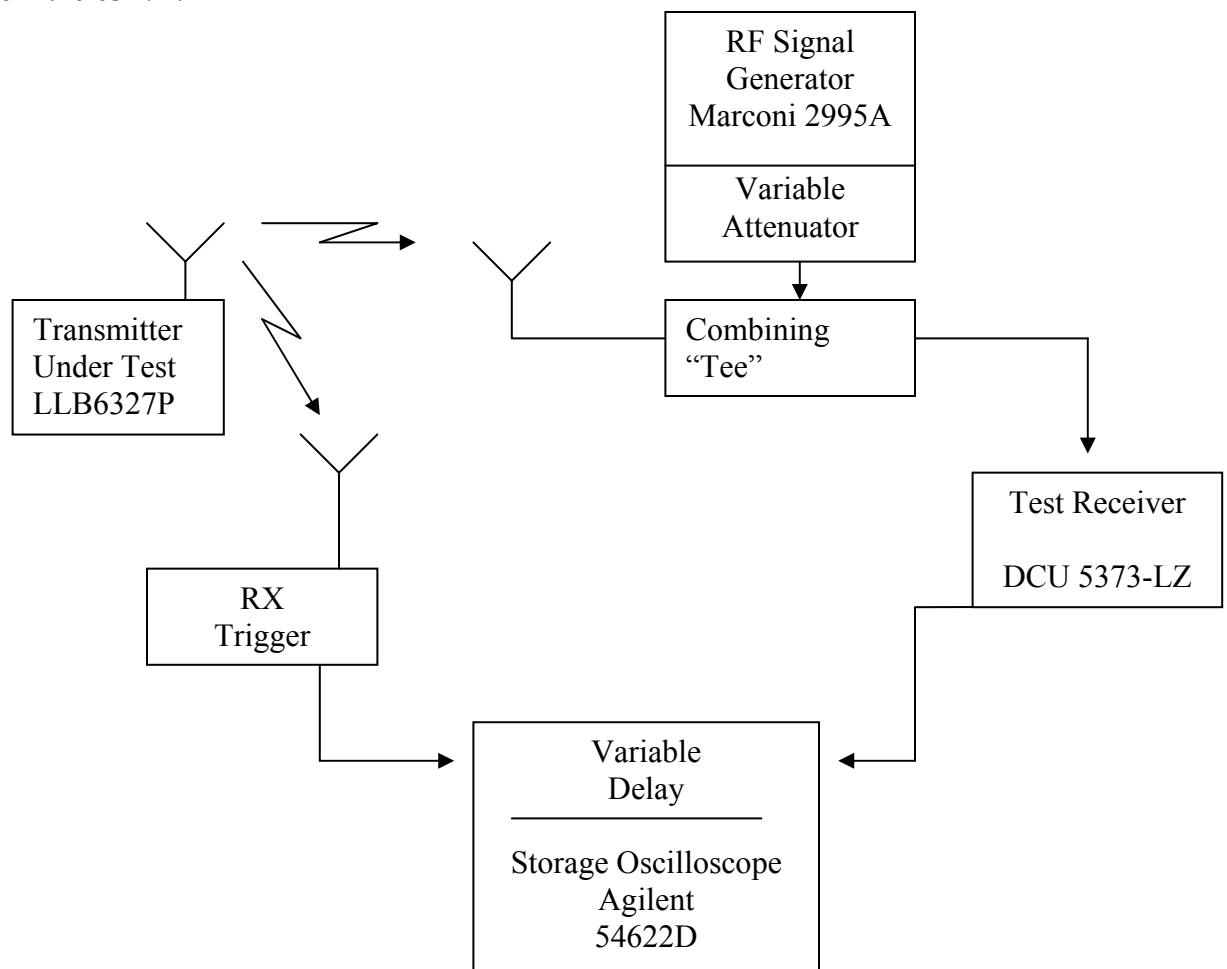 RF Signal
Generator
Marconi 2995A
Variable
Attenuator
Transmitter
Under Test
LLB6327P
Combining
“Tee”
Test Receiver
DCU 5373-LZ
RX
Trigger
Variable
Delay
Storage Oscilloscope
Agilent
54622D